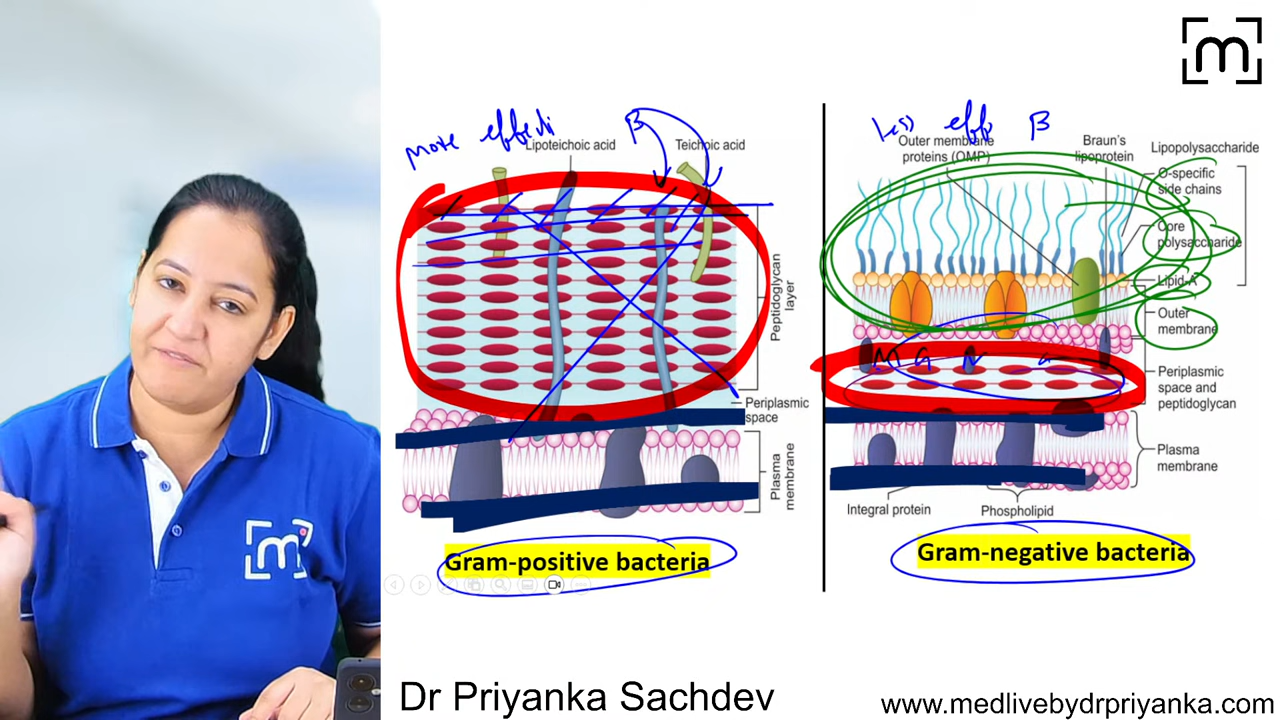 m
more effecti β
Lipoteichoic acid
Teichoic acid
Peptidoglycan
layer
Periplasmic
space
Plasma
membrane
Gram-positive bacteria
Less eff β
Outer membrane
proteins (OMP)
Braun's
lipoprotein
Lipopolysaccharide
O-specific
side chains
Core
polysaccharide
Lipid-A
Outer
membrane
M G N G
Periplasmic
space and
peptidoglycan
Plasma
membrane
Integral protein
Phospholipid
Gram-negative bacteria
m
Dr Priyanka Sachdev
www.medlivebydrpriyanka.com